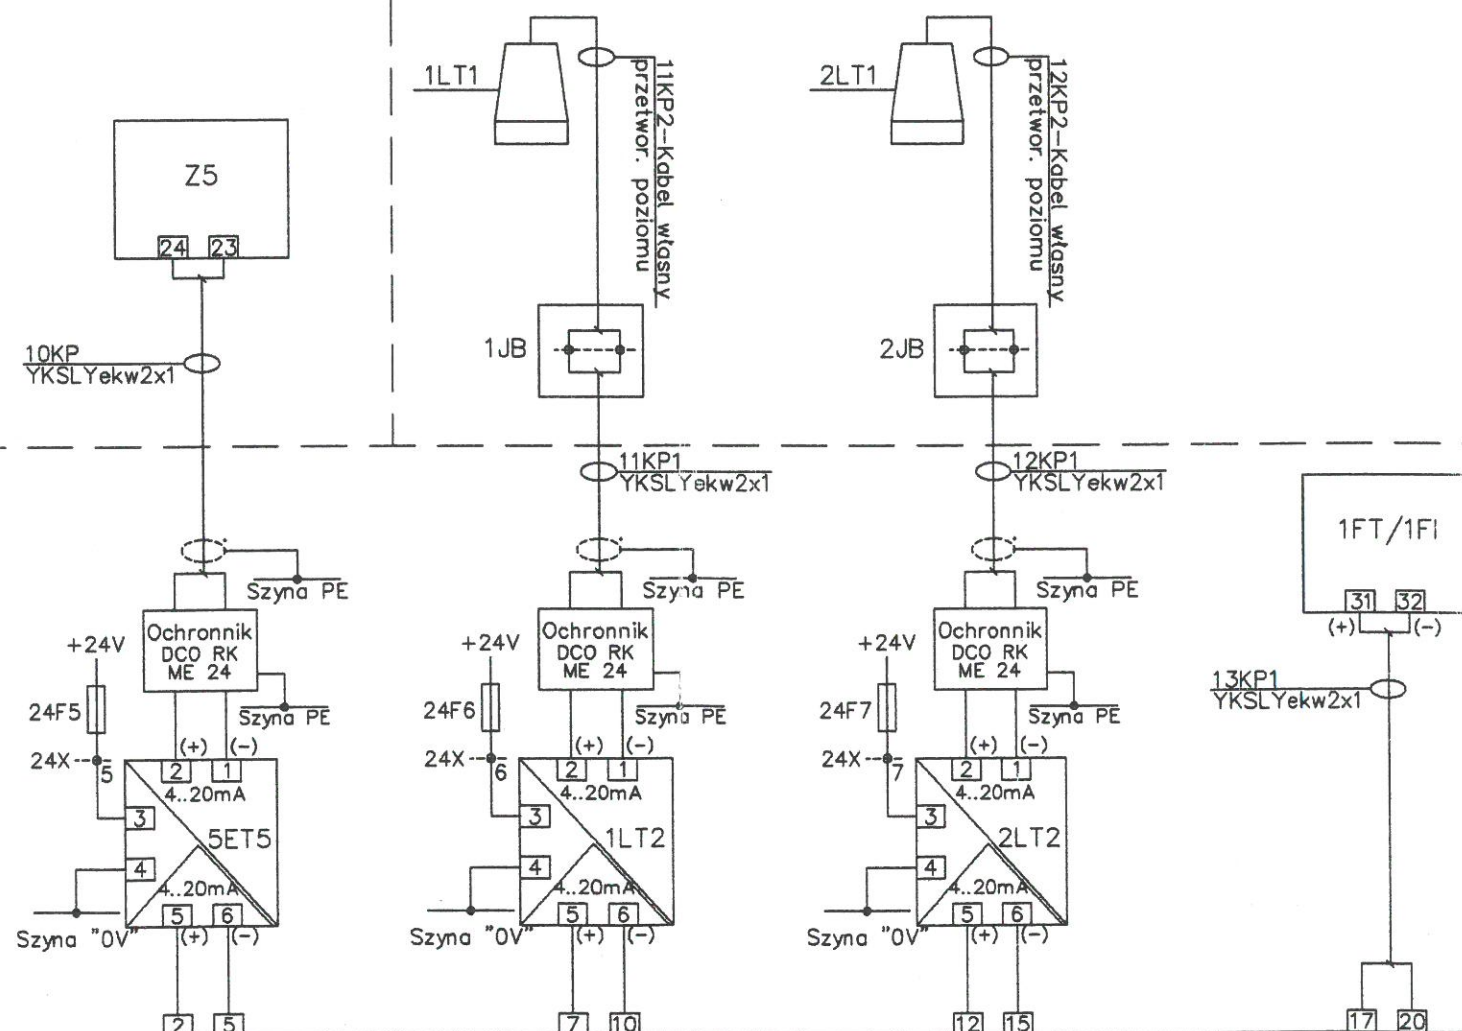 1LT1
11KP2-Kabel własny
przetwor. poziomu
2LT1
12KP2-Kabel własny
przetwor. poziomu
Z5
24 23
1JB
2JB
10KP
YKSLYekw2x1
11KP1
YKSLYekw2x1
12KP1
YKSLYekw2x1
1FT/1FI
31 32
(+) (-)
13KP1
YKSLYekw2x1
17 20
Szyna PE
Ochronnik
DCO RK
ME 24
+24V
24F5
Szyna PE
24X
5
(+) (-)
2 1
4..20mA
3
5ET5
4
4..20mA
5 6
Szyna "0V"
(+) (-)
2 5
Szyna PE
Ochronnik
DCO RK
ME 24
+24V
24F6
Szyna PE
24X
6
(+) (-)
2 1
4..20mA
3
1LT2
4
4..20mA
5 6
Szyna "0V"
(+) (-)
7 10
Szyna PE
Ochronnik
DCO RK
ME 24
+24V
24F7
Szyna PE
24X
7
(+) (-)
2 1
4..20mA
3
2LT2
4
4..20mA
5 6
Szyna "0V"
(+) (-)
12 15